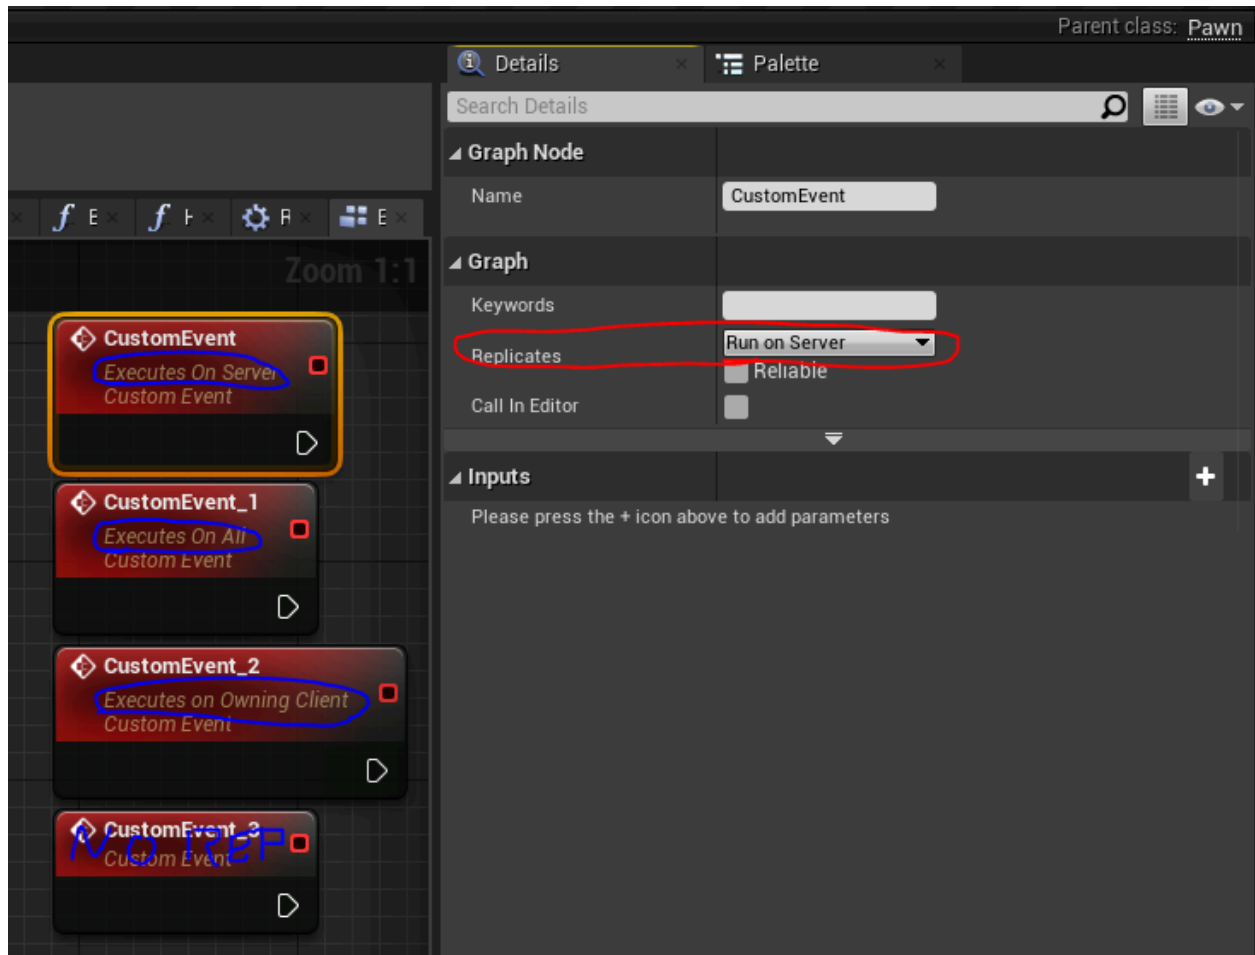 Parent class: Pawn
Details
Palette
Search Details
Graph Node
Name
CustomEvent
E
F
R
E
Zoom 1:1
Graph
Keywords
Replicates
Run on Server
Reliable
Call In Editor
Inputs
Please press the + icon above to add parameters
CustomEvent
Executes On Server
Custom Event
CustomEvent_1
Executes On All
Custom Event
CustomEvent_2
Executes on Owning Client
Custom Event
CustomEvent_3
NO REP
Custom Event